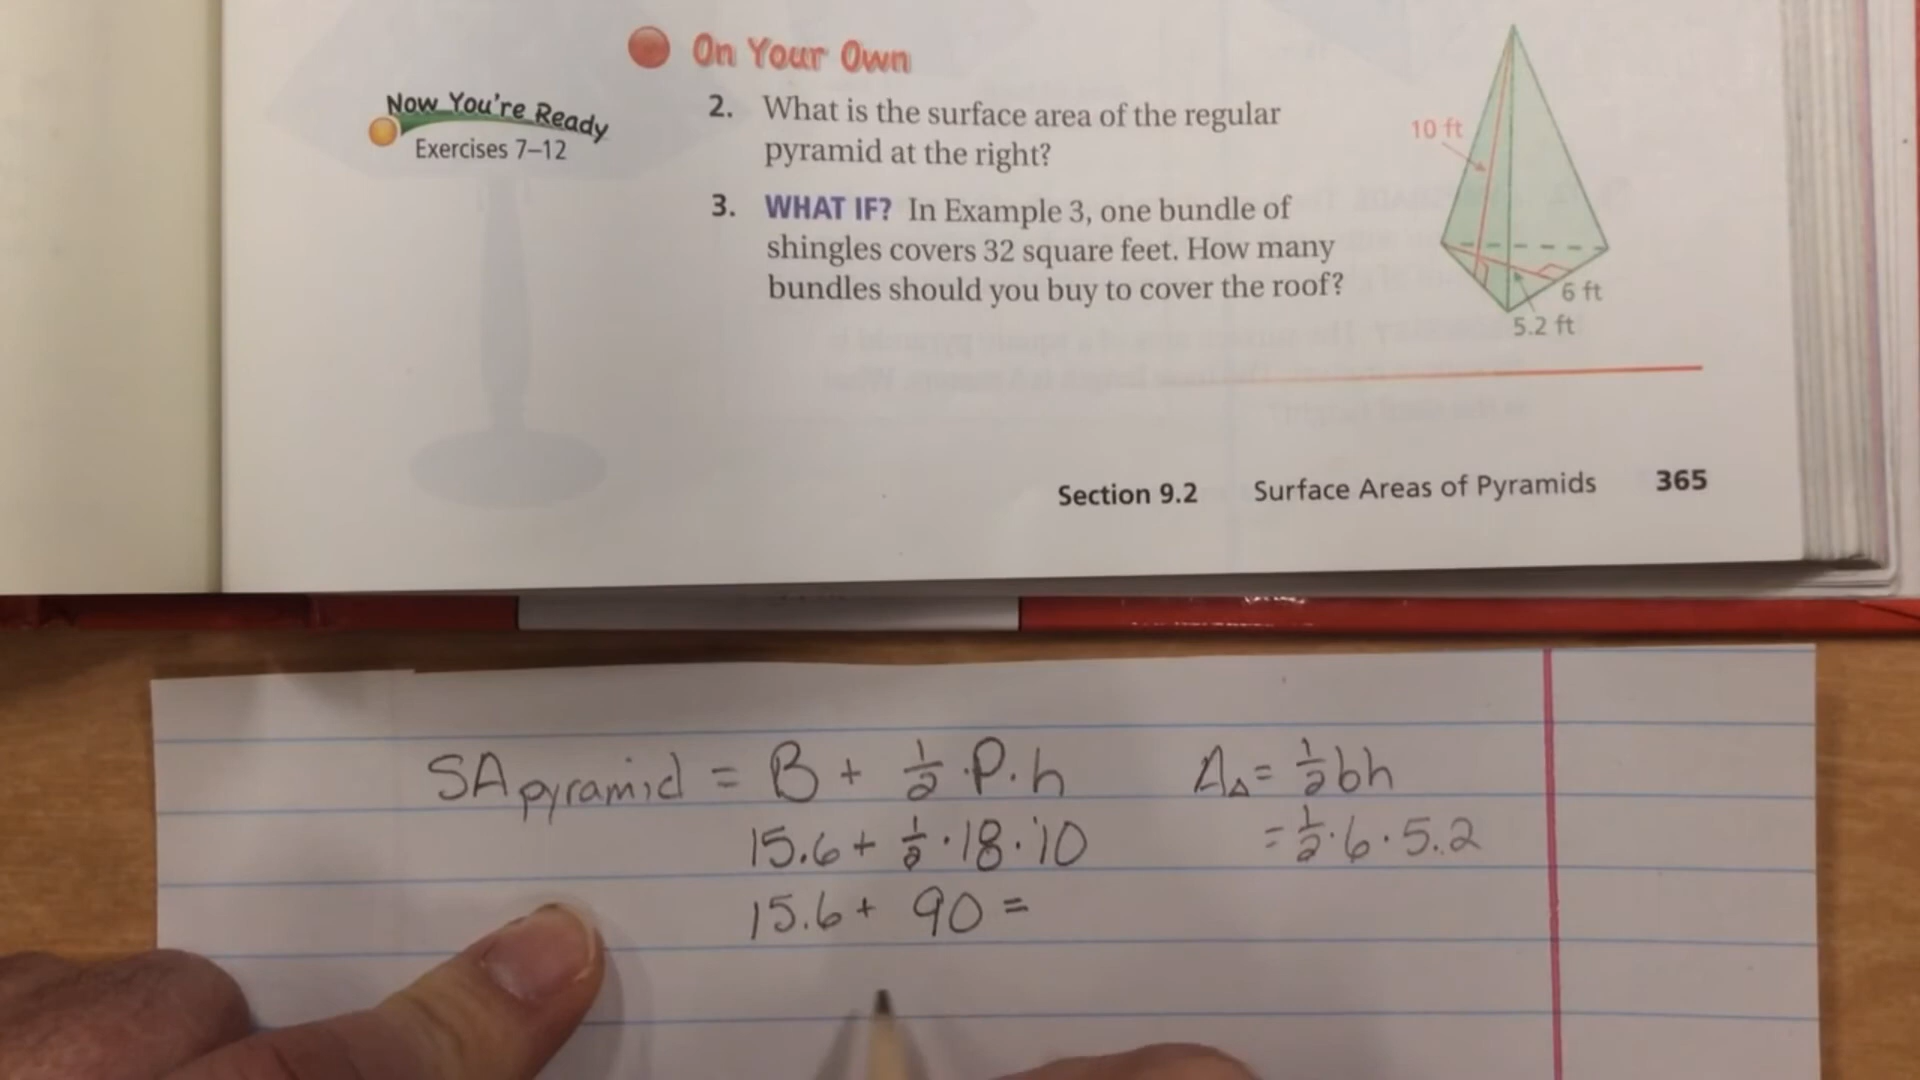 On Your Own
Now You're Ready
Exercises 7–12
2. What is the surface area of the regular
pyramid at the right?
3. WHAT IF? In Example 3, one bundle of
shingles covers 32 square feet. How many
bundles should you buy to cover the roof?
10 ft
6 ft
5.2 ft
Section 9.2 Surface Areas of Pyramids 365
SA pyramid = B + 1/2 · P · h
15.6 + 1/2 · 18 · 10
15.6 + 90 =
A△ = 1/2 bh
= 1/2 · 6 · 5.2